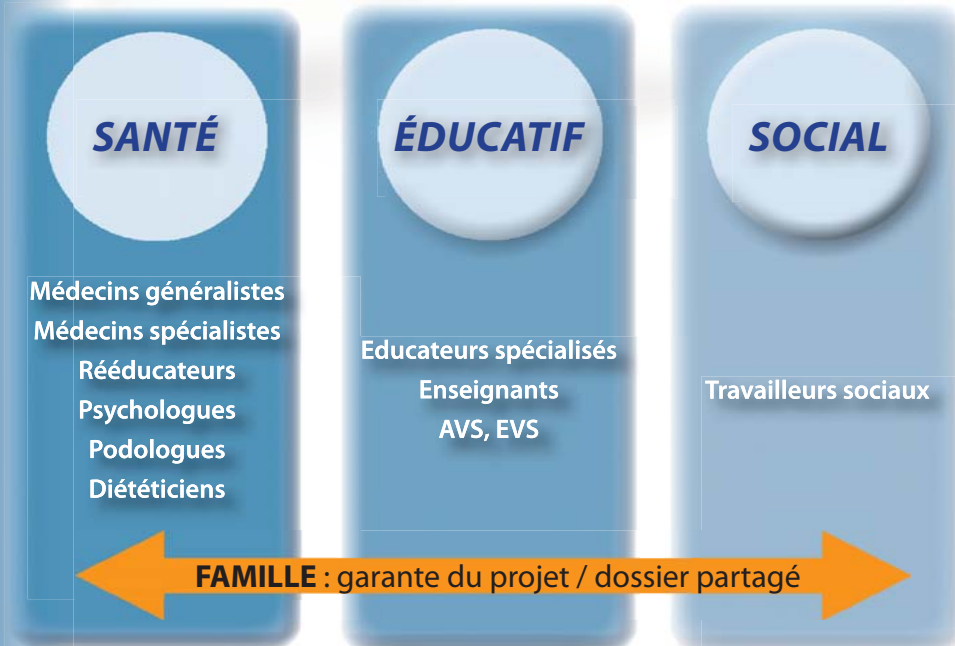 SANTÉ
Médecins généralistes
Médecins spécialistes
Rééducateurs
Psychologues
Podologues
Diététiciens
ÉDUCATIF
Educateurs spécialisés
Enseignants
AVS, EVS
SOCIAL
Travailleurs sociaux
FAMILLE : garante du projet / dossier partagé